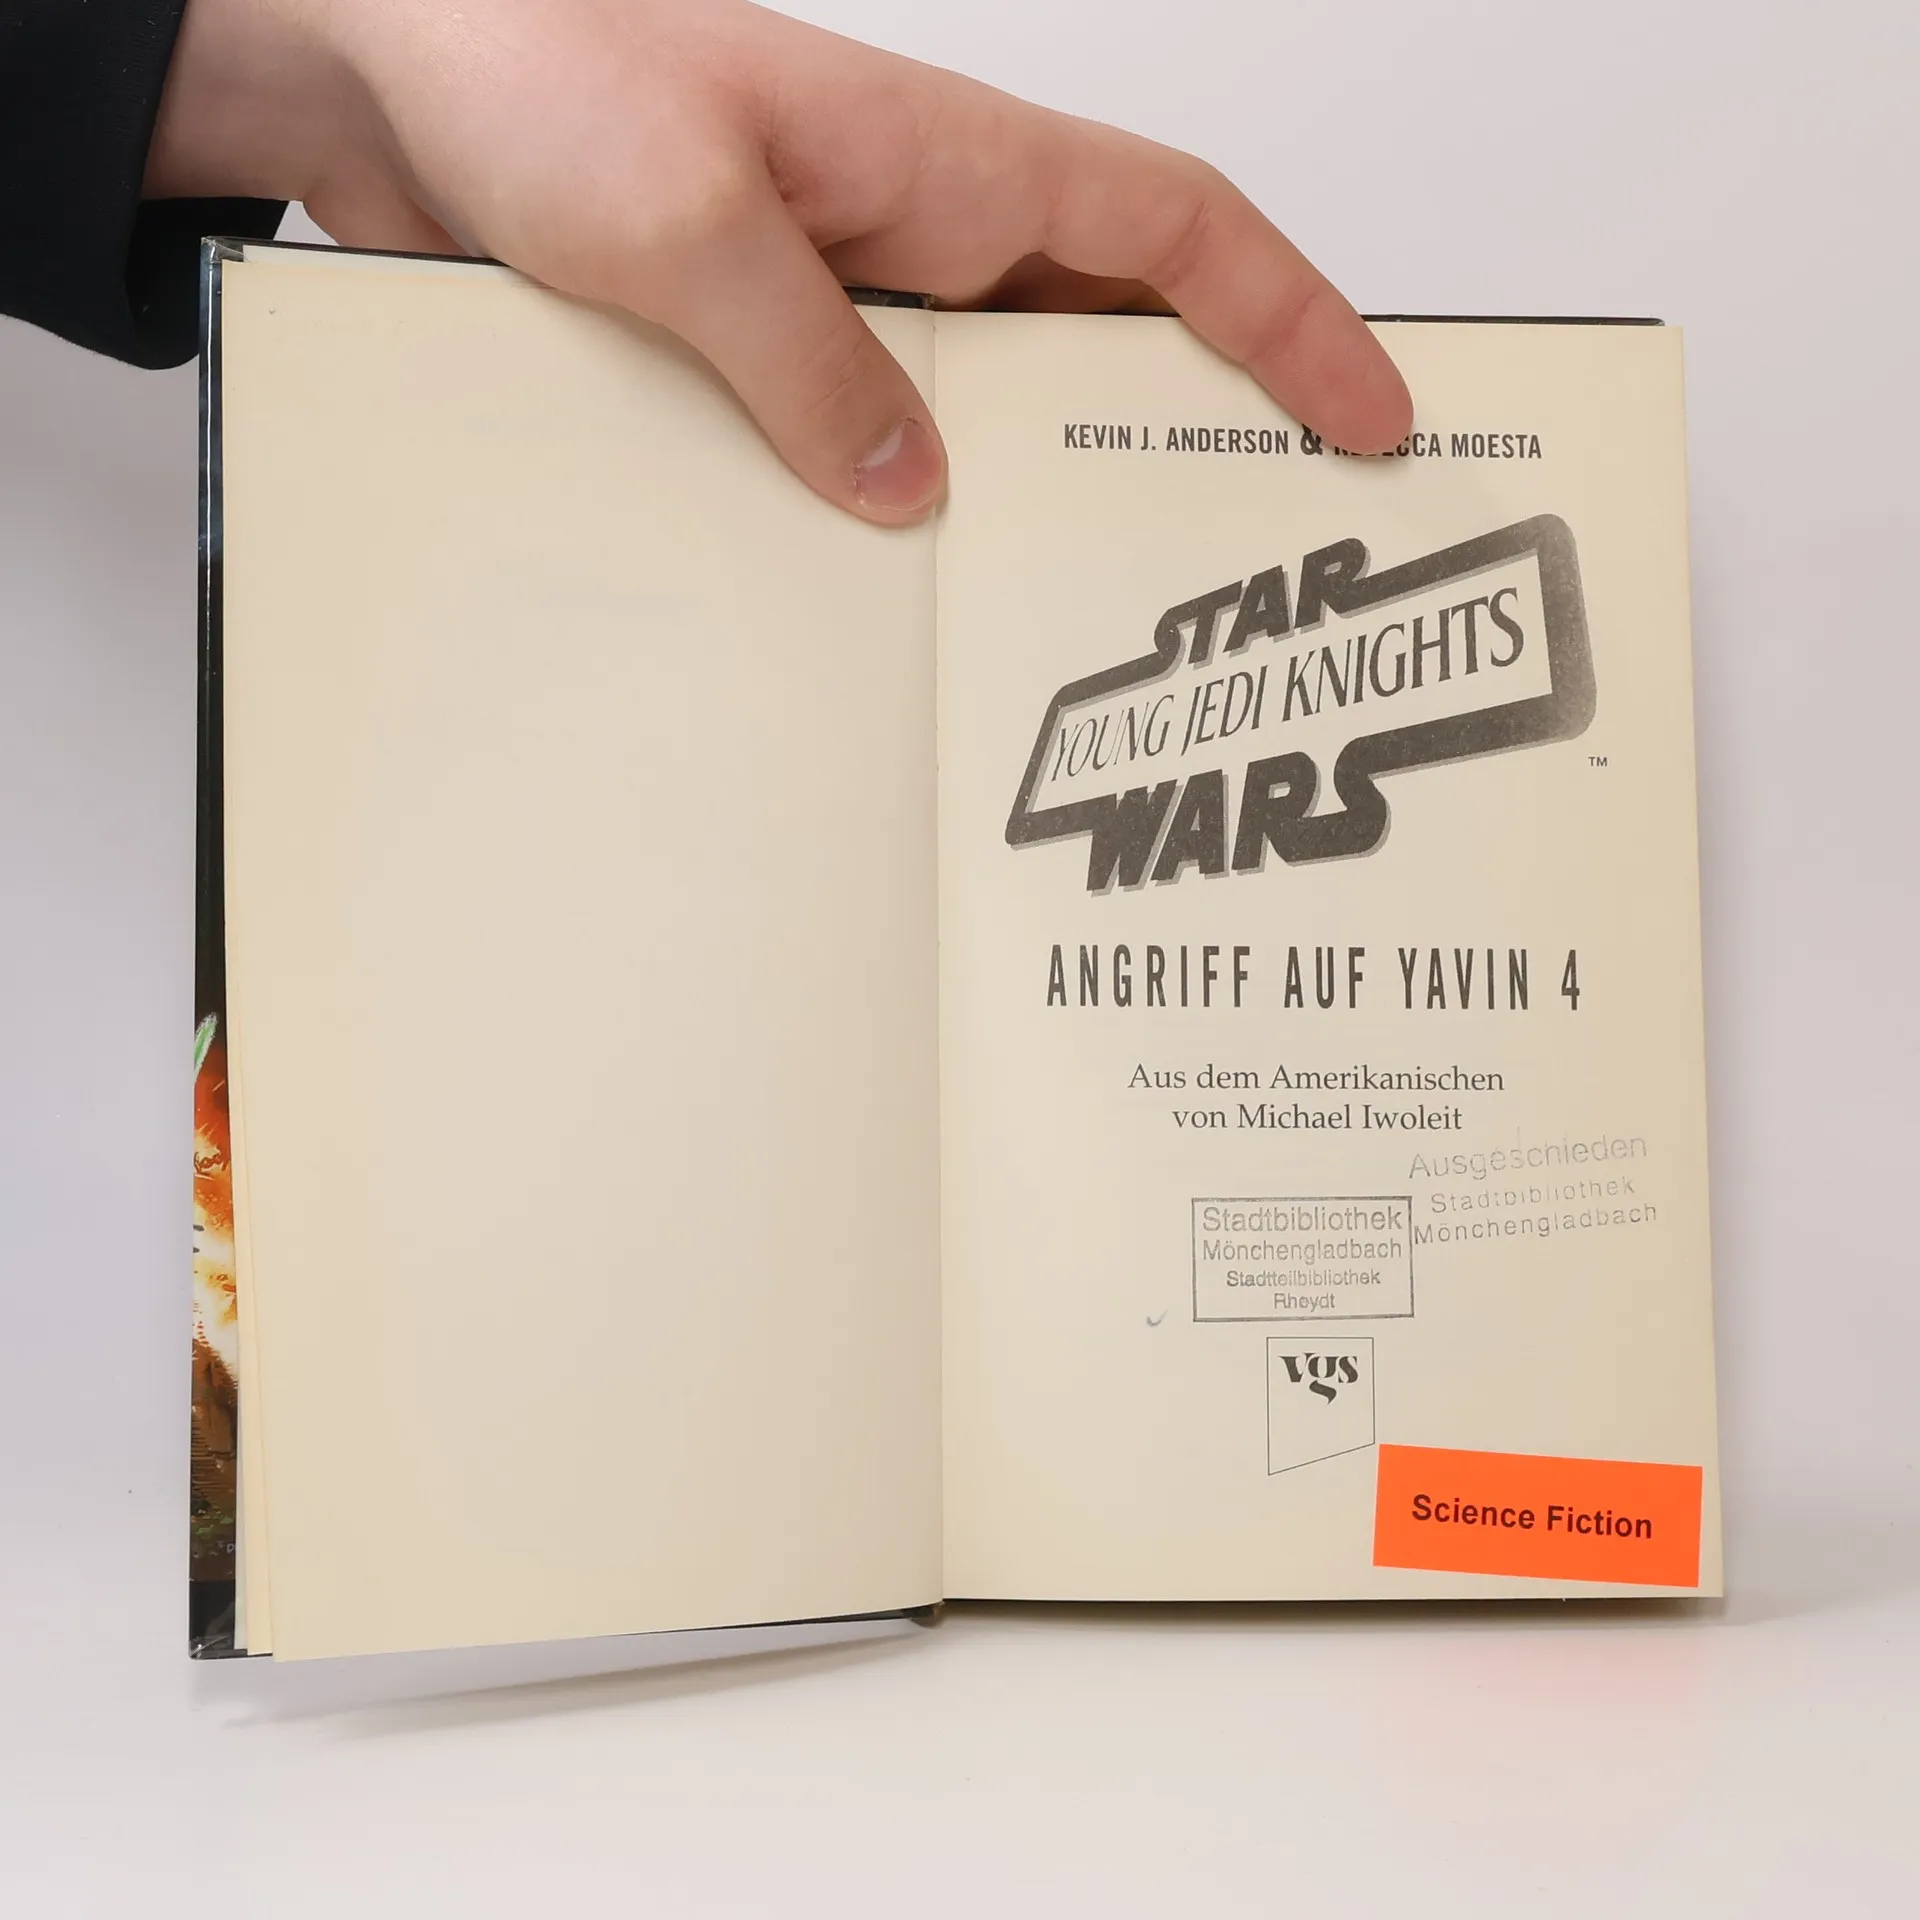 KEVIN J. ANDERSON & REBECCA MOESTA
STAR
YOUNG JEDI KNIGHTS
WARS
TM
ANGRIFF AUF YAVIN 4
Aus dem Amerikanischen
von Michael Iwoleit
Ausgeschieden
Stadtbibliothek
Mönchengladbach
Stadtbibliothek
Mönchengladbach
Stadtteilbibliothek
Rheydt
vgs
Science Fiction